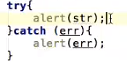 try{
    alert(str);
}catch (err){
    alert(err);
}